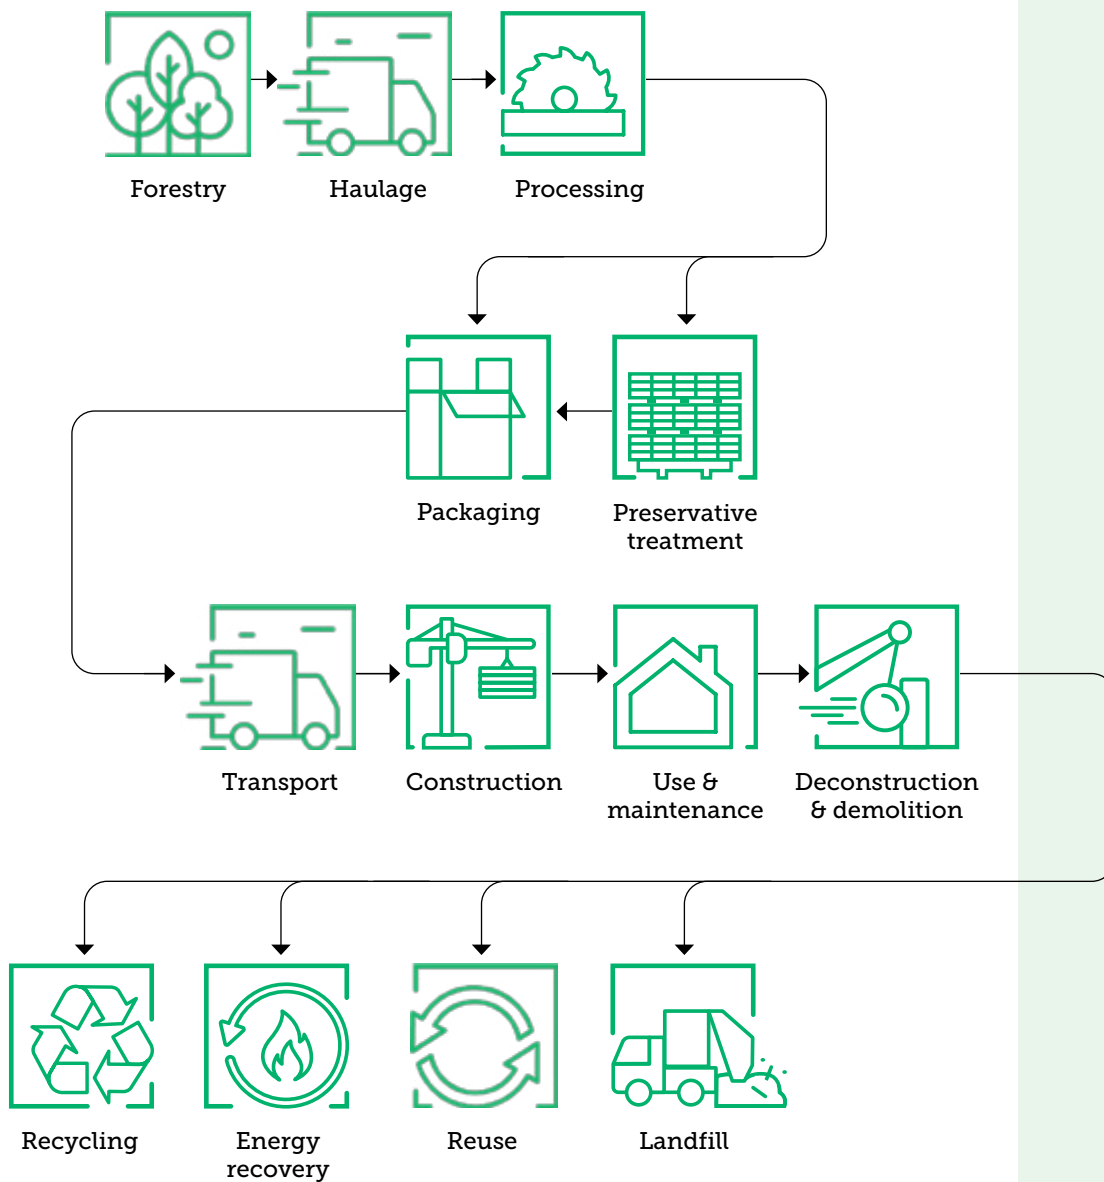 Forestry
Haulage
Processing
Packaging
Preservative
treatment
Transport
Construction
Use &
maintenance
Deconstruction
& demolition
Recycling
Energy
recovery
Reuse
Landfill